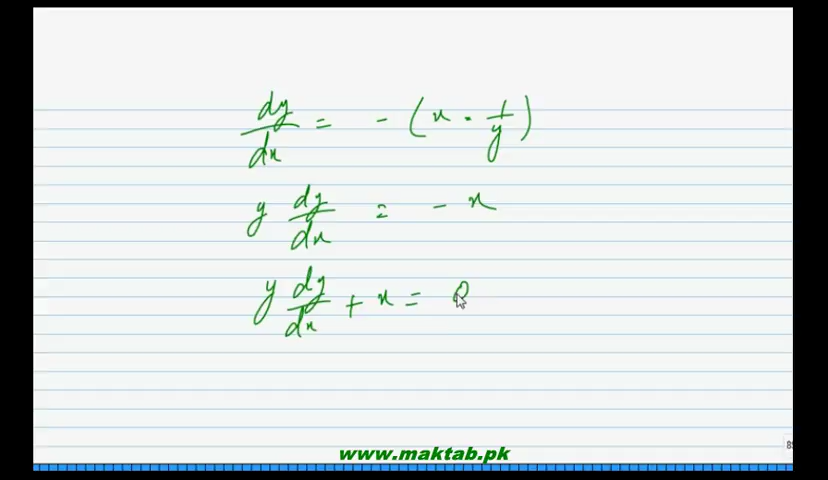 dy/dx = - (x · 1/y)
y dy/dx = - x
y dy/dx + x = 0
www.maktab.pk